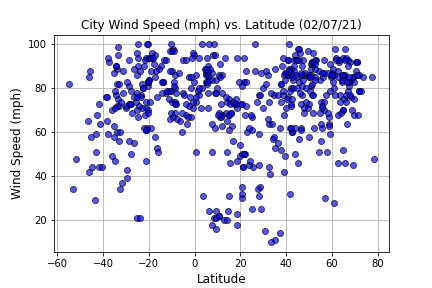 City Wind Speed (mph) vs. Latitude (02/07/21)
Wind Speed (mph)
100
80
60
40
20
−60 −40 −20 0 20 40 60 80
Latitude